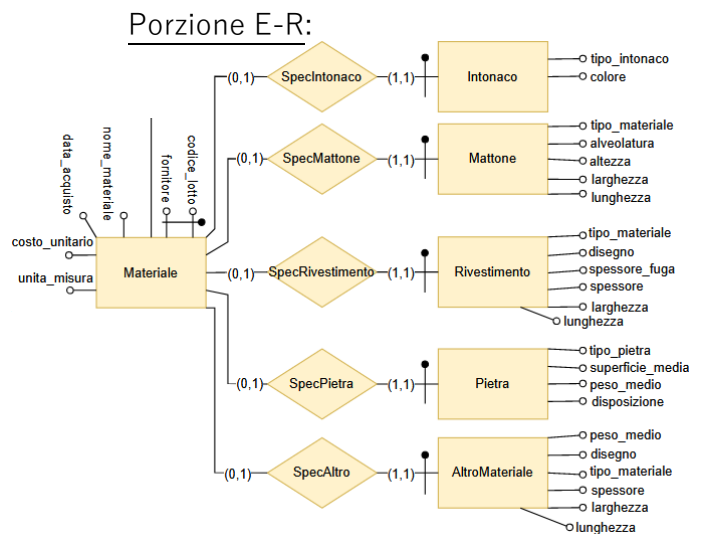 Porzione E-R:
tipo_intonaco
(0,1)
SpecIntonaco
(1,1)
Intonaco
colore
data_acquisto
nome_materiale
fornitore
codice_lotto
tipo_materiale
alveolatura
(0,1)
SpecMattone
(1,1)
Mattone
altezza
larghezza
lunghezza
costo_unitario
unita_misura
Materiale
tipo_materiale
disegno
(0,1)
SpecRivestimento
(1,1)
Rivestimento
spessore_fuga
spessore
larghezza
lunghezza
tipo_pietra
superficie_media
(0,1)
SpecPietra
(1,1)
Pietra
peso_medio
disposizione
peso_medio
disegno
(0,1)
SpecAltro
(1,1)
AltroMateriale
tipo_materiale
spessore
larghezza
lunghezza